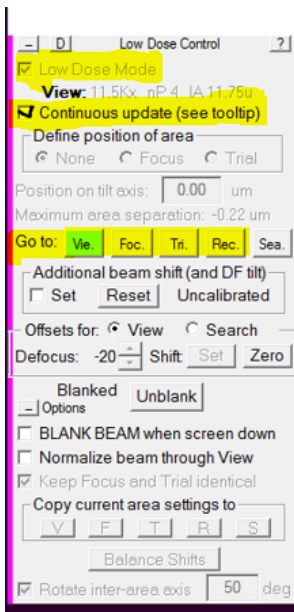 – D Low Dose Control ?
Low Dose Mode
View: 11.5Kx nP 4 IA 11.75u
Continuous update (see tooltip)
Define position of area
None Focus Trial
Position on tilt axis: 0.00 um
Maximum area separation: -0.22 um
Go to: Vie. Foc. Tri. Rec. Sea.
Additional beam shift (and DF tilt)
Set Reset Uncalibrated
Offsets for: View Search
Defocus: -20 Shift: Set Zero
Blanked Unblank
– Options
BLANK BEAM when screen down
Normalize beam through View
Keep Focus and Trial identical
Copy current area settings to
V F T R S
Balance Shifts
Rotate inter-area axis 50 deg